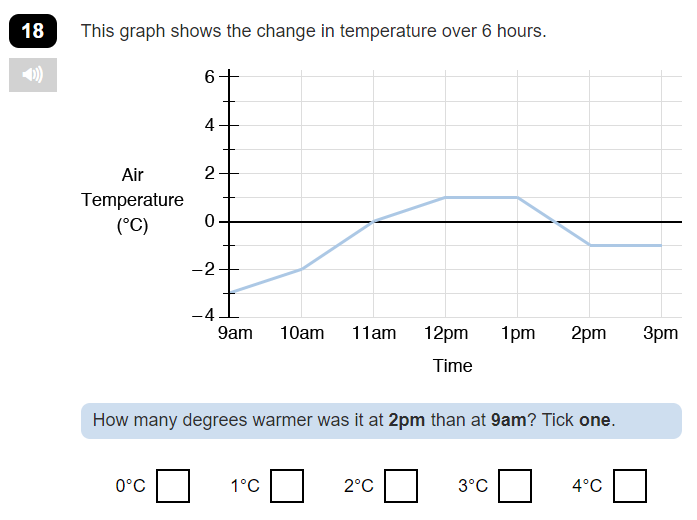 18
This graph shows the change in temperature over 6 hours.
6
4
2
0
−2
−4
Air
Temperature
(°C)
9am 10am 11am 12pm 1pm 2pm 3pm
Time
How many degrees warmer was it at 2pm than at 9am? Tick one.
0°C 1°C 2°C 3°C 4°C